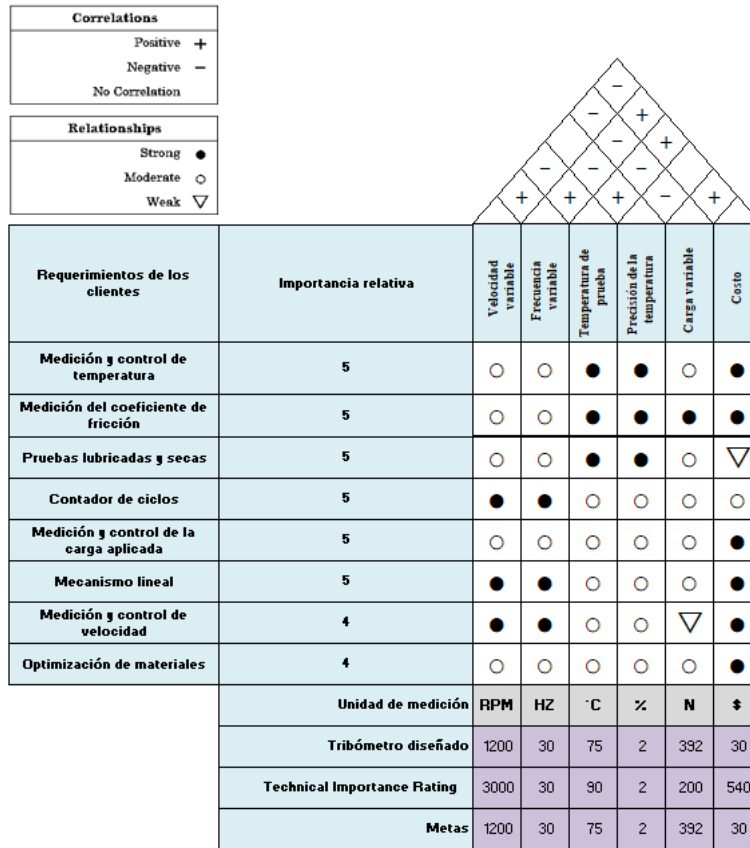 Correlations
Positive +
Negative −
No Correlation
Relationships
Strong ●
Moderate ○
Weak ▽
−
− +
− +
− − −
+ + + − +
Requerimientos de los
clientes
Importancia relativa
Velocidad
variable
Frecuencia
variable
Temperatura de
prueba
Precisión de la
temperatura
Carga variable
Costo
Medición y control de
temperatura
5 ○ ○ ● ● ○ ●
Medición del coeficiente de
fricción
5 ○ ○ ● ● ● ●
Pruebas lubricadas y secas 5 ○ ○ ● ● ○ ▽
Contador de ciclos 5 ● ● ○ ○ ○ ○
Medición y control de la
carga aplicada
5 ○ ○ ○ ○ ○ ●
Mecanismo lineal 5 ● ● ○ ○ ○ ●
Medición y control de
velocidad
4 ● ● ○ ○ ▽ ●
Optimización de materiales 4 ○ ○ ○ ○ ○ ●
Unidad de medición RPM HZ °C % N $
Tribómetro diseñado 1200 30 75 2 392 30
Technical Importance Rating 3000 30 90 2 200 540
Metas 1200 30 75 2 392 30